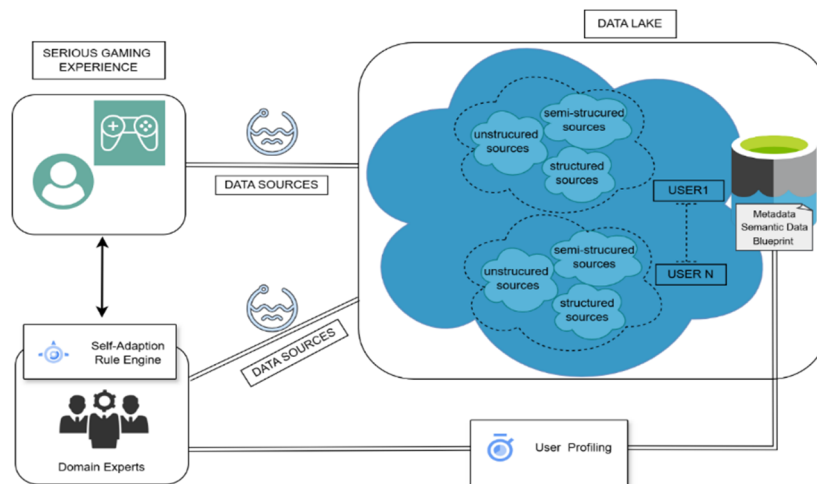 DATA LAKE
SERIOUS GAMING
EXPERIENCE
semi-strucured
sources
unstrucured
sources
structured
sources
DATA SOURCES
USER1
Metadata
Semantic Data
Blueprint
semi-strucured
sources
unstrucured
sources
USER N
structured
sources
DATA SOURCES
Self-Adaption
Rule Engine
Domain Experts
User Profiling